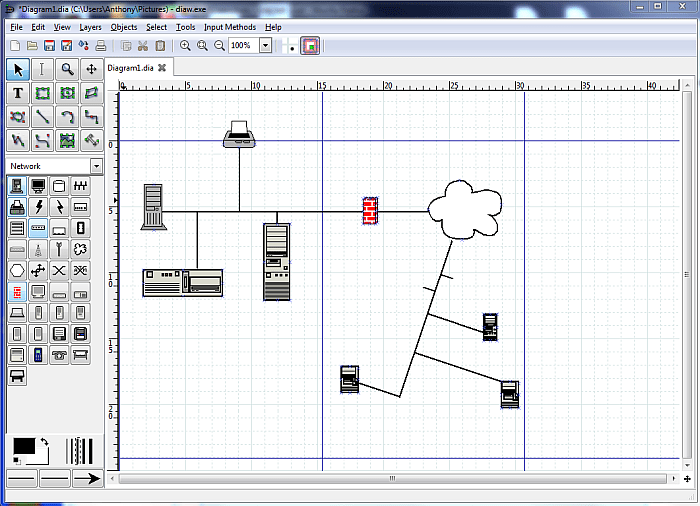 *Diagram1.dia (C:\Users\Anthony\Pictures) - diaw.exe
File Edit View Layers Objects Select Tools Input Methods Help
100%
Diagram1.dia
T
0 5 10 15 20 25 30 35 40
Network
0
5
10
15
20